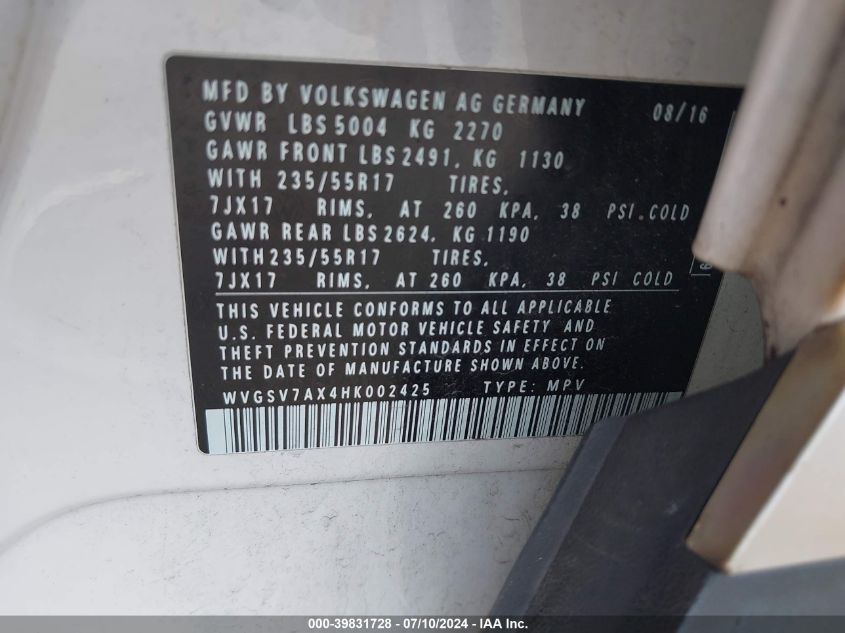 MFD BY VOLKSWAGEN AG GERMANY 08/16
GVWR LBS 5004 KG 2270
GAWR FRONT LBS 2491, KG 1130
WITH 235/55R17 TIRES,
7JX17 RIMS, AT 260 KPA, 38 PSI.COLD
GAWR REAR LBS 2624, KG 1190
WITH 235/55R17 TIRES,
7JX17 RIMS, AT 260 KPA, 38 PSI COLD
THIS VEHICLE CONFORMS TO ALL APPLICABLE
U.S. FEDERAL MOTOR VEHICLE SAFETY AND
THEFT PREVENTION STANDARDS IN EFFECT ON
THE DATE OF MANUFACTURE SHOWN ABOVE.
WVGSV7AX4HK002425 TYPE: MPV
000-39831728 - 07/10/2024 - IAA Inc.